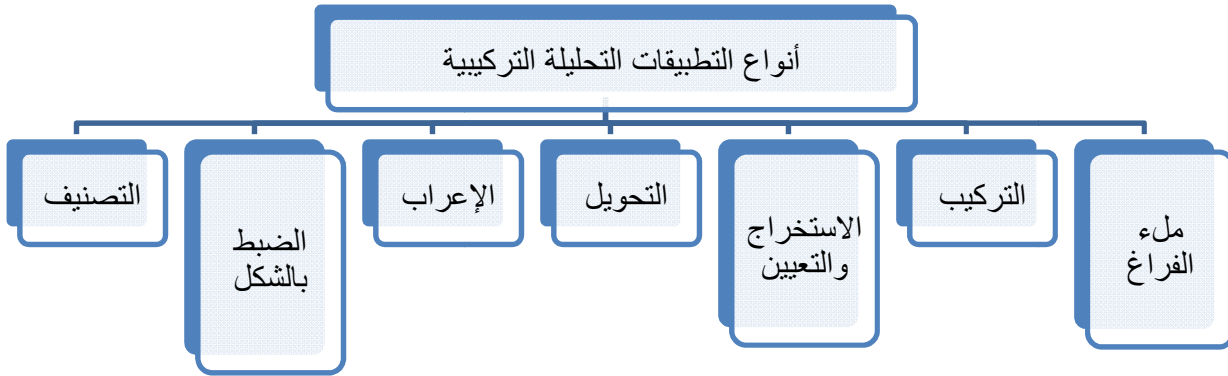 أنواع التطبيقات التحليلة التركيبية
ملء
الفراغ
التركيب
الاستخراج
والتعيين
التحويل
الإعراب
الضبط
بالشكل
التصنيف